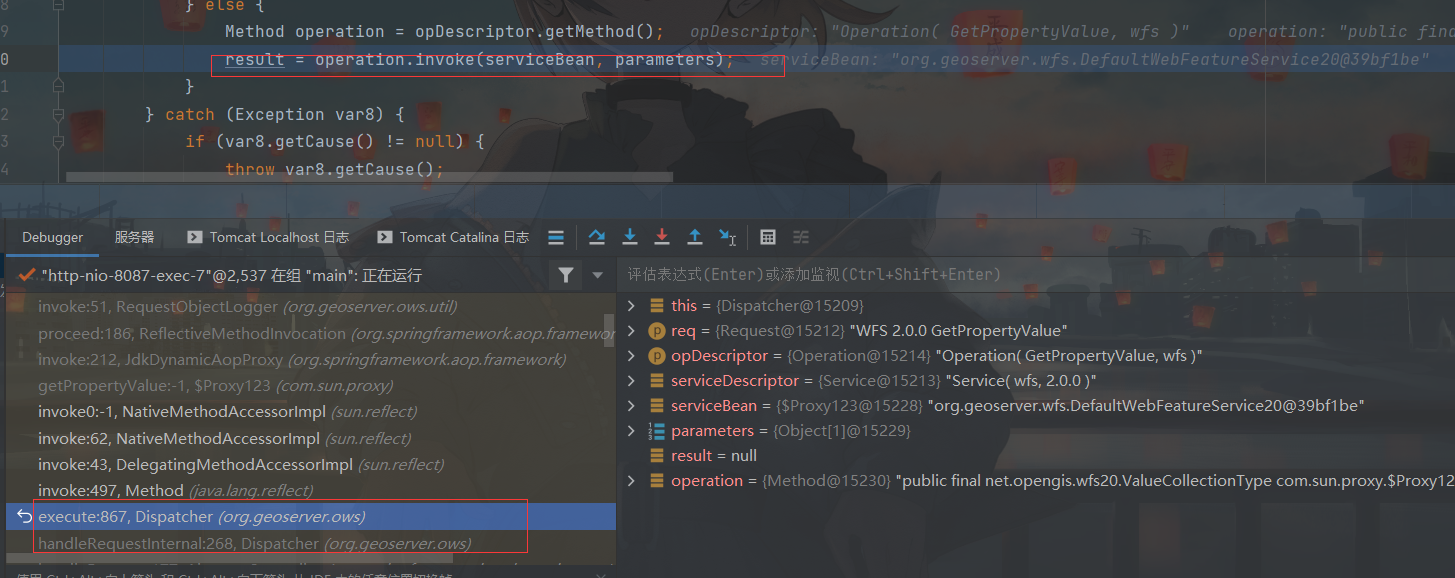 8 } else {
9 Method operation = opDescriptor.getMethod(); opDescriptor: "Operation( GetPropertyValue, wfs )" operation: "public fina
0 result = operation.invoke(serviceBean, parameters); serviceBean: "org.geoserver.wfs.DefaultWebFeatureService20@39bf1be"
1 }
2 } catch (Exception var8) {
3 if (var8.getCause() != null) {
4 throw var8.getCause();
Debugger 服务器 Tomcat Localhost 日志 Tomcat Catalina 日志
"http-nio-8087-exec-7"@2,537 在组 "main": 正在运行
评估表达式(Enter)或添加监视(Ctrl+Shift+Enter)
invoke:51, RequestObjectLogger (org.geoserver.ows.util)
proceed:186, ReflectiveMethodInvocation (org.springframework.aop.framewor
invoke:212, JdkDynamicAopProxy (org.springframework.aop.framework)
getPropertyValue:-1, $Proxy123 (com.sun.proxy)
invoke0:-1, NativeMethodAccessorImpl (sun.reflect)
invoke:62, NativeMethodAccessorImpl (sun.reflect)
invoke:43, DelegatingMethodAccessorImpl (sun.reflect)
invoke:497, Method (java.lang.reflect)
execute:867, Dispatcher (org.geoserver.ows)
handleRequestInternal:268, Dispatcher (org.geoserver.ows)
this = {Dispatcher@15209}
req = {Request@15212} "WFS 2.0.0 GetPropertyValue"
opDescriptor = {Operation@15214} "Operation( GetPropertyValue, wfs )"
serviceDescriptor = {Service@15213} "Service( wfs, 2.0.0 )"
serviceBean = {$Proxy123@15228} "org.geoserver.wfs.DefaultWebFeatureService20@39bf1be"
parameters = {Object[1]@15229}
result = null
operation = {Method@15230} "public final net.opengis.wfs20.ValueCollectionType com.sun.proxy.$Proxy12